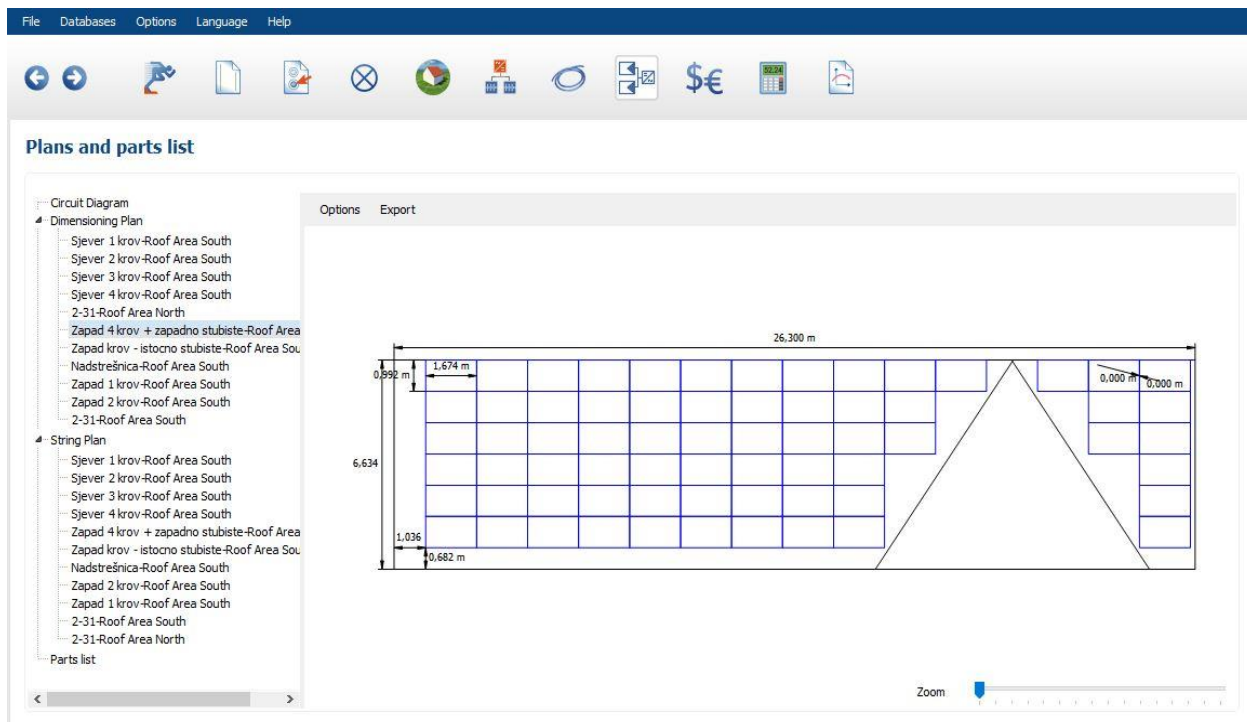 File Databases Options Language Help
52,24
$€
Plans and parts list
Circuit Diagram
Dimensioning Plan
Sjever 1 krov-Roof Area South
Sjever 2 krov-Roof Area South
Sjever 3 krov-Roof Area South
Sjever 4 krov-Roof Area South
2-31-Roof Area North
Zapad 4 krov + zapadno stubiste-Roof Area
Zapad krov - istocno stubiste-Roof Area Sou
Nadstrešnica-Roof Area South
Zapad 1 krov-Roof Area South
Zapad 2 krov-Roof Area South
2-31-Roof Area South
String Plan
Sjever 1 krov-Roof Area South
Sjever 2 krov-Roof Area South
Sjever 3 krov-Roof Area South
Sjever 4 krov-Roof Area South
Zapad 4 krov + zapadno stubiste-Roof Area
Zapad krov - istocno stubiste-Roof Area Sou
Nadstrešnica-Roof Area South
Zapad 2 krov-Roof Area South
Zapad 1 krov-Roof Area South
2-31-Roof Area South
2-31-Roof Area North
Parts list
Options Export
26,300 m
1,674 m
0,992 m
0,000 m
0,000 m
6,634
1,036
0,682 m
Zoom